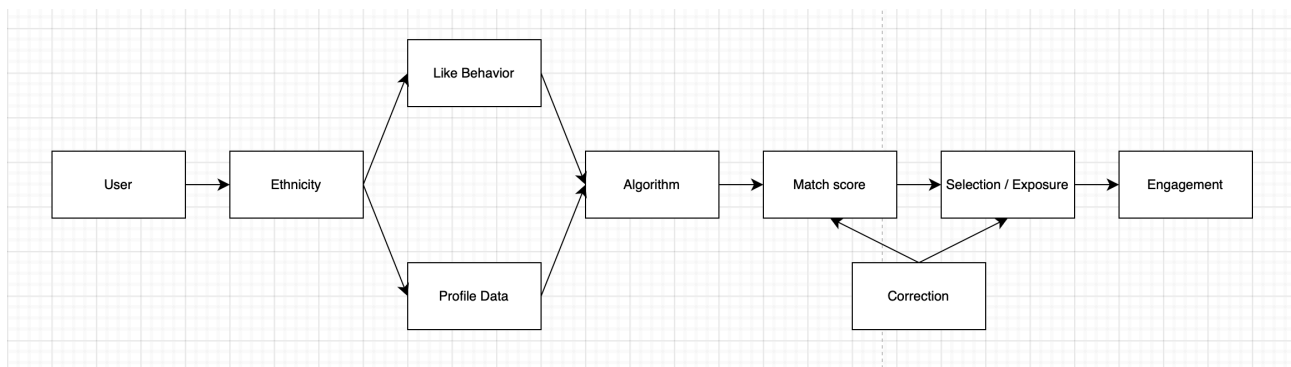 User
Ethnicity
Like Behavior
Profile Data
Algorithm
Match score
Selection / Exposure
Engagement
Correction